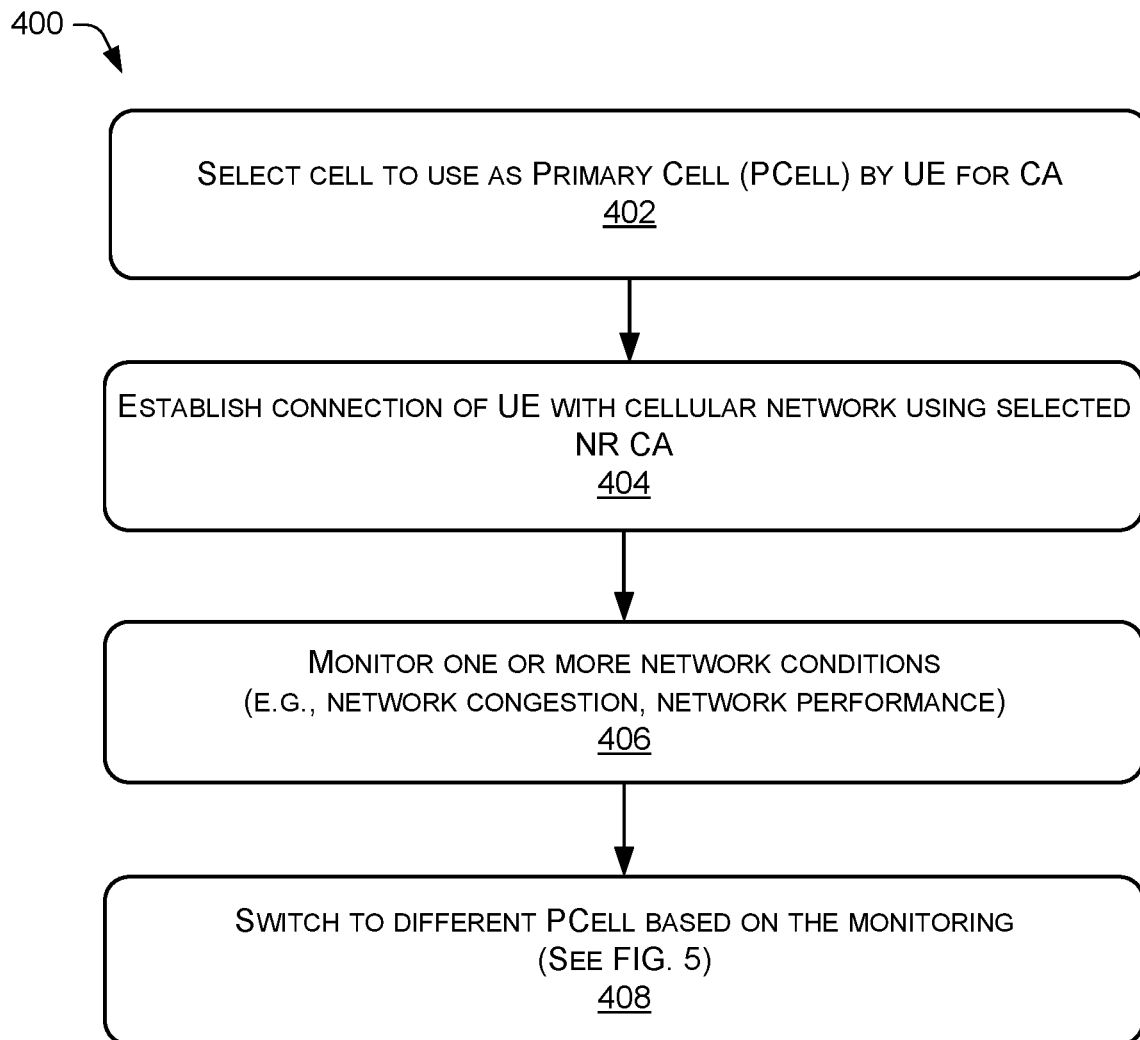 400
Select cell to use as Primary Cell (PCell) by UE for CA
402
Establish connection of UE with cellular network using selected
NR CA
404
Monitor one or more network conditions
(e.g., network congestion, network performance)
406
Switch to different PCell based on the monitoring
(See FIG. 5)
408